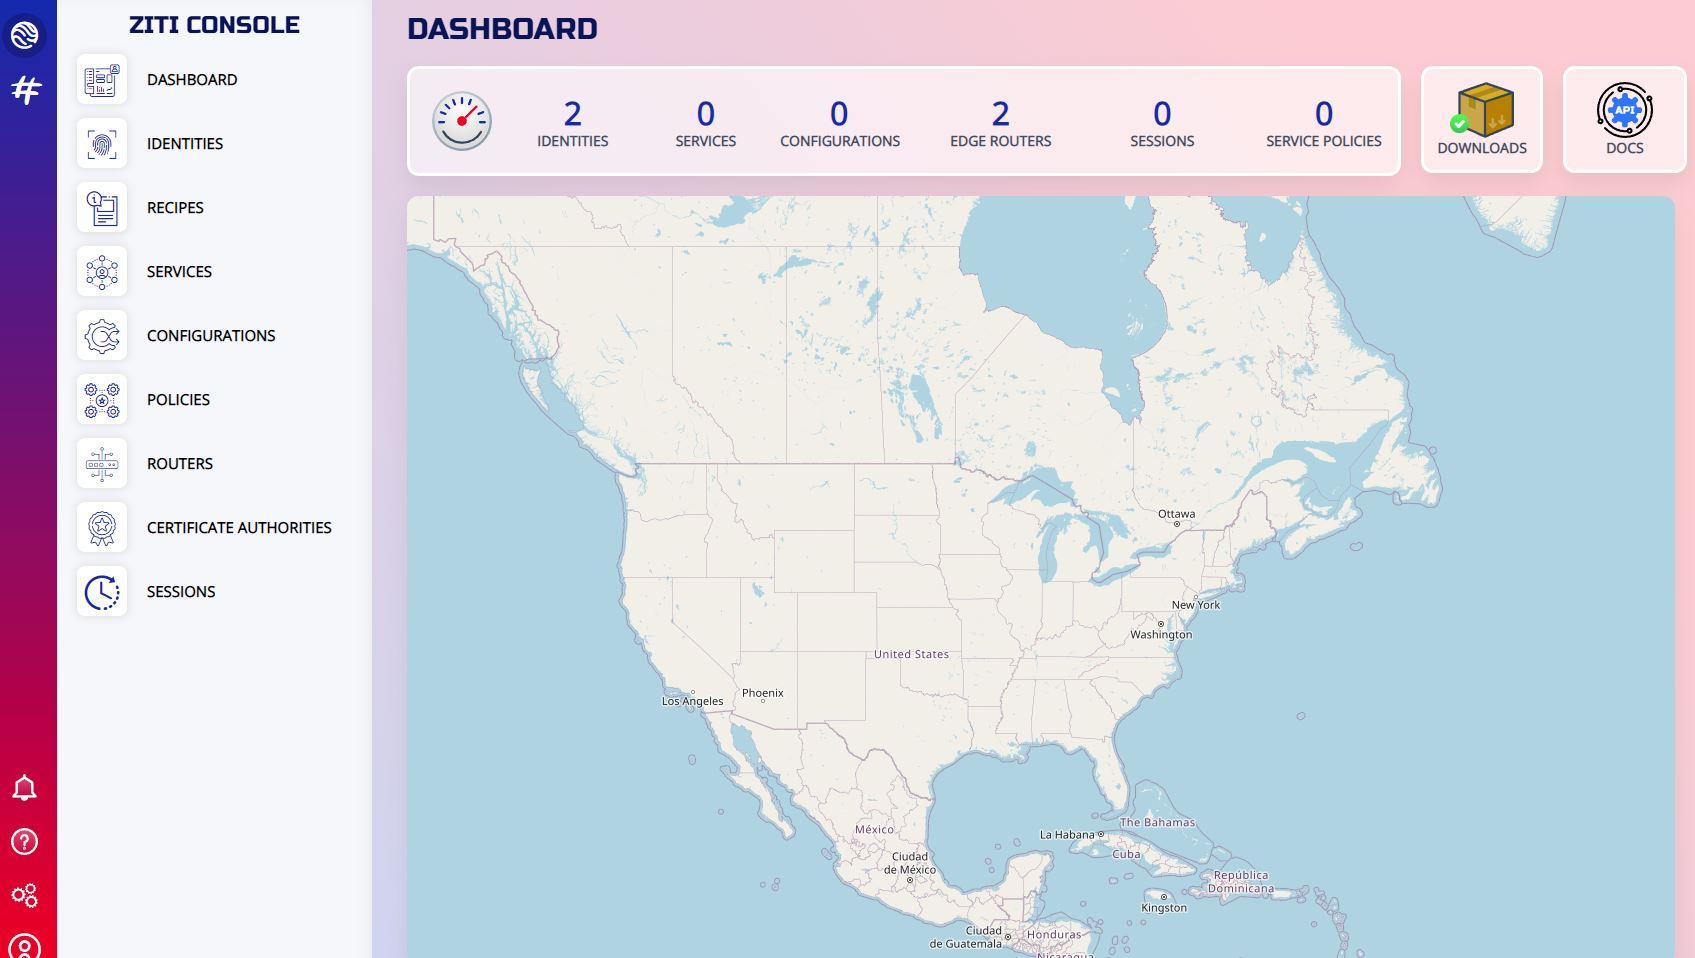 ZITI CONSOLE
DASHBOARD
IDENTITIES
RECIPES
SERVICES
CONFIGURATIONS
POLICIES
ROUTERS
CERTIFICATE AUTHORITIES
SESSIONS
DASHBOARD
2
IDENTITIES
0
SERVICES
0
CONFIGURATIONS
2
EDGE ROUTERS
0
SESSIONS
0
SERVICE POLICIES
DOWNLOADS
API
DOCS
Ottawa
New York
Washington
United States
Los Angeles
Phoenix
The Bahamas
México
La Habana
Cuba
Ciudad
de México
República
Dominicana
Kingston
Ciudad
de Guatemala
Honduras
Nicaragua